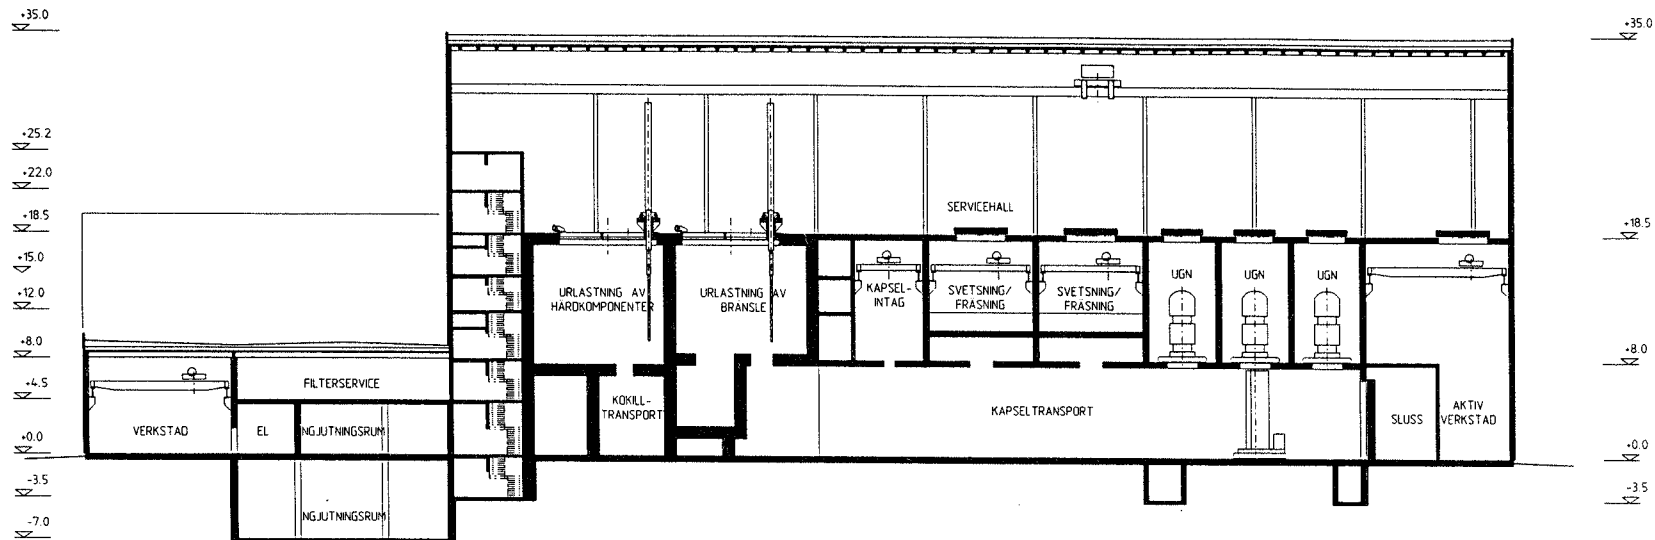 +35.0
+35.0
+25.2
+22.0
+18.5
SERVICEHALL
+18.5
+15.0
+12.0
URLASTNING AV
HÄRDKOMPONENTER
URLASTNING AV
BRÄNSLE
KAPSEL-
INTAG
SVETSNING/
FRÄSNING
SVETSNING/
FRÄSNING
UGN
UGN
UGN
+8.0
+8.0
+4.5
FILTERSERVICE
KOKILL-
TRANSPORT
KAPSELTRANSPORT
VERKSTAD
EL
NGJUTNINGSRUM
SLUSS
AKTIV
VERKSTAD
+0.0
+0.0
-3.5
-3.5
NGJUTNINGSRUM
-7.0